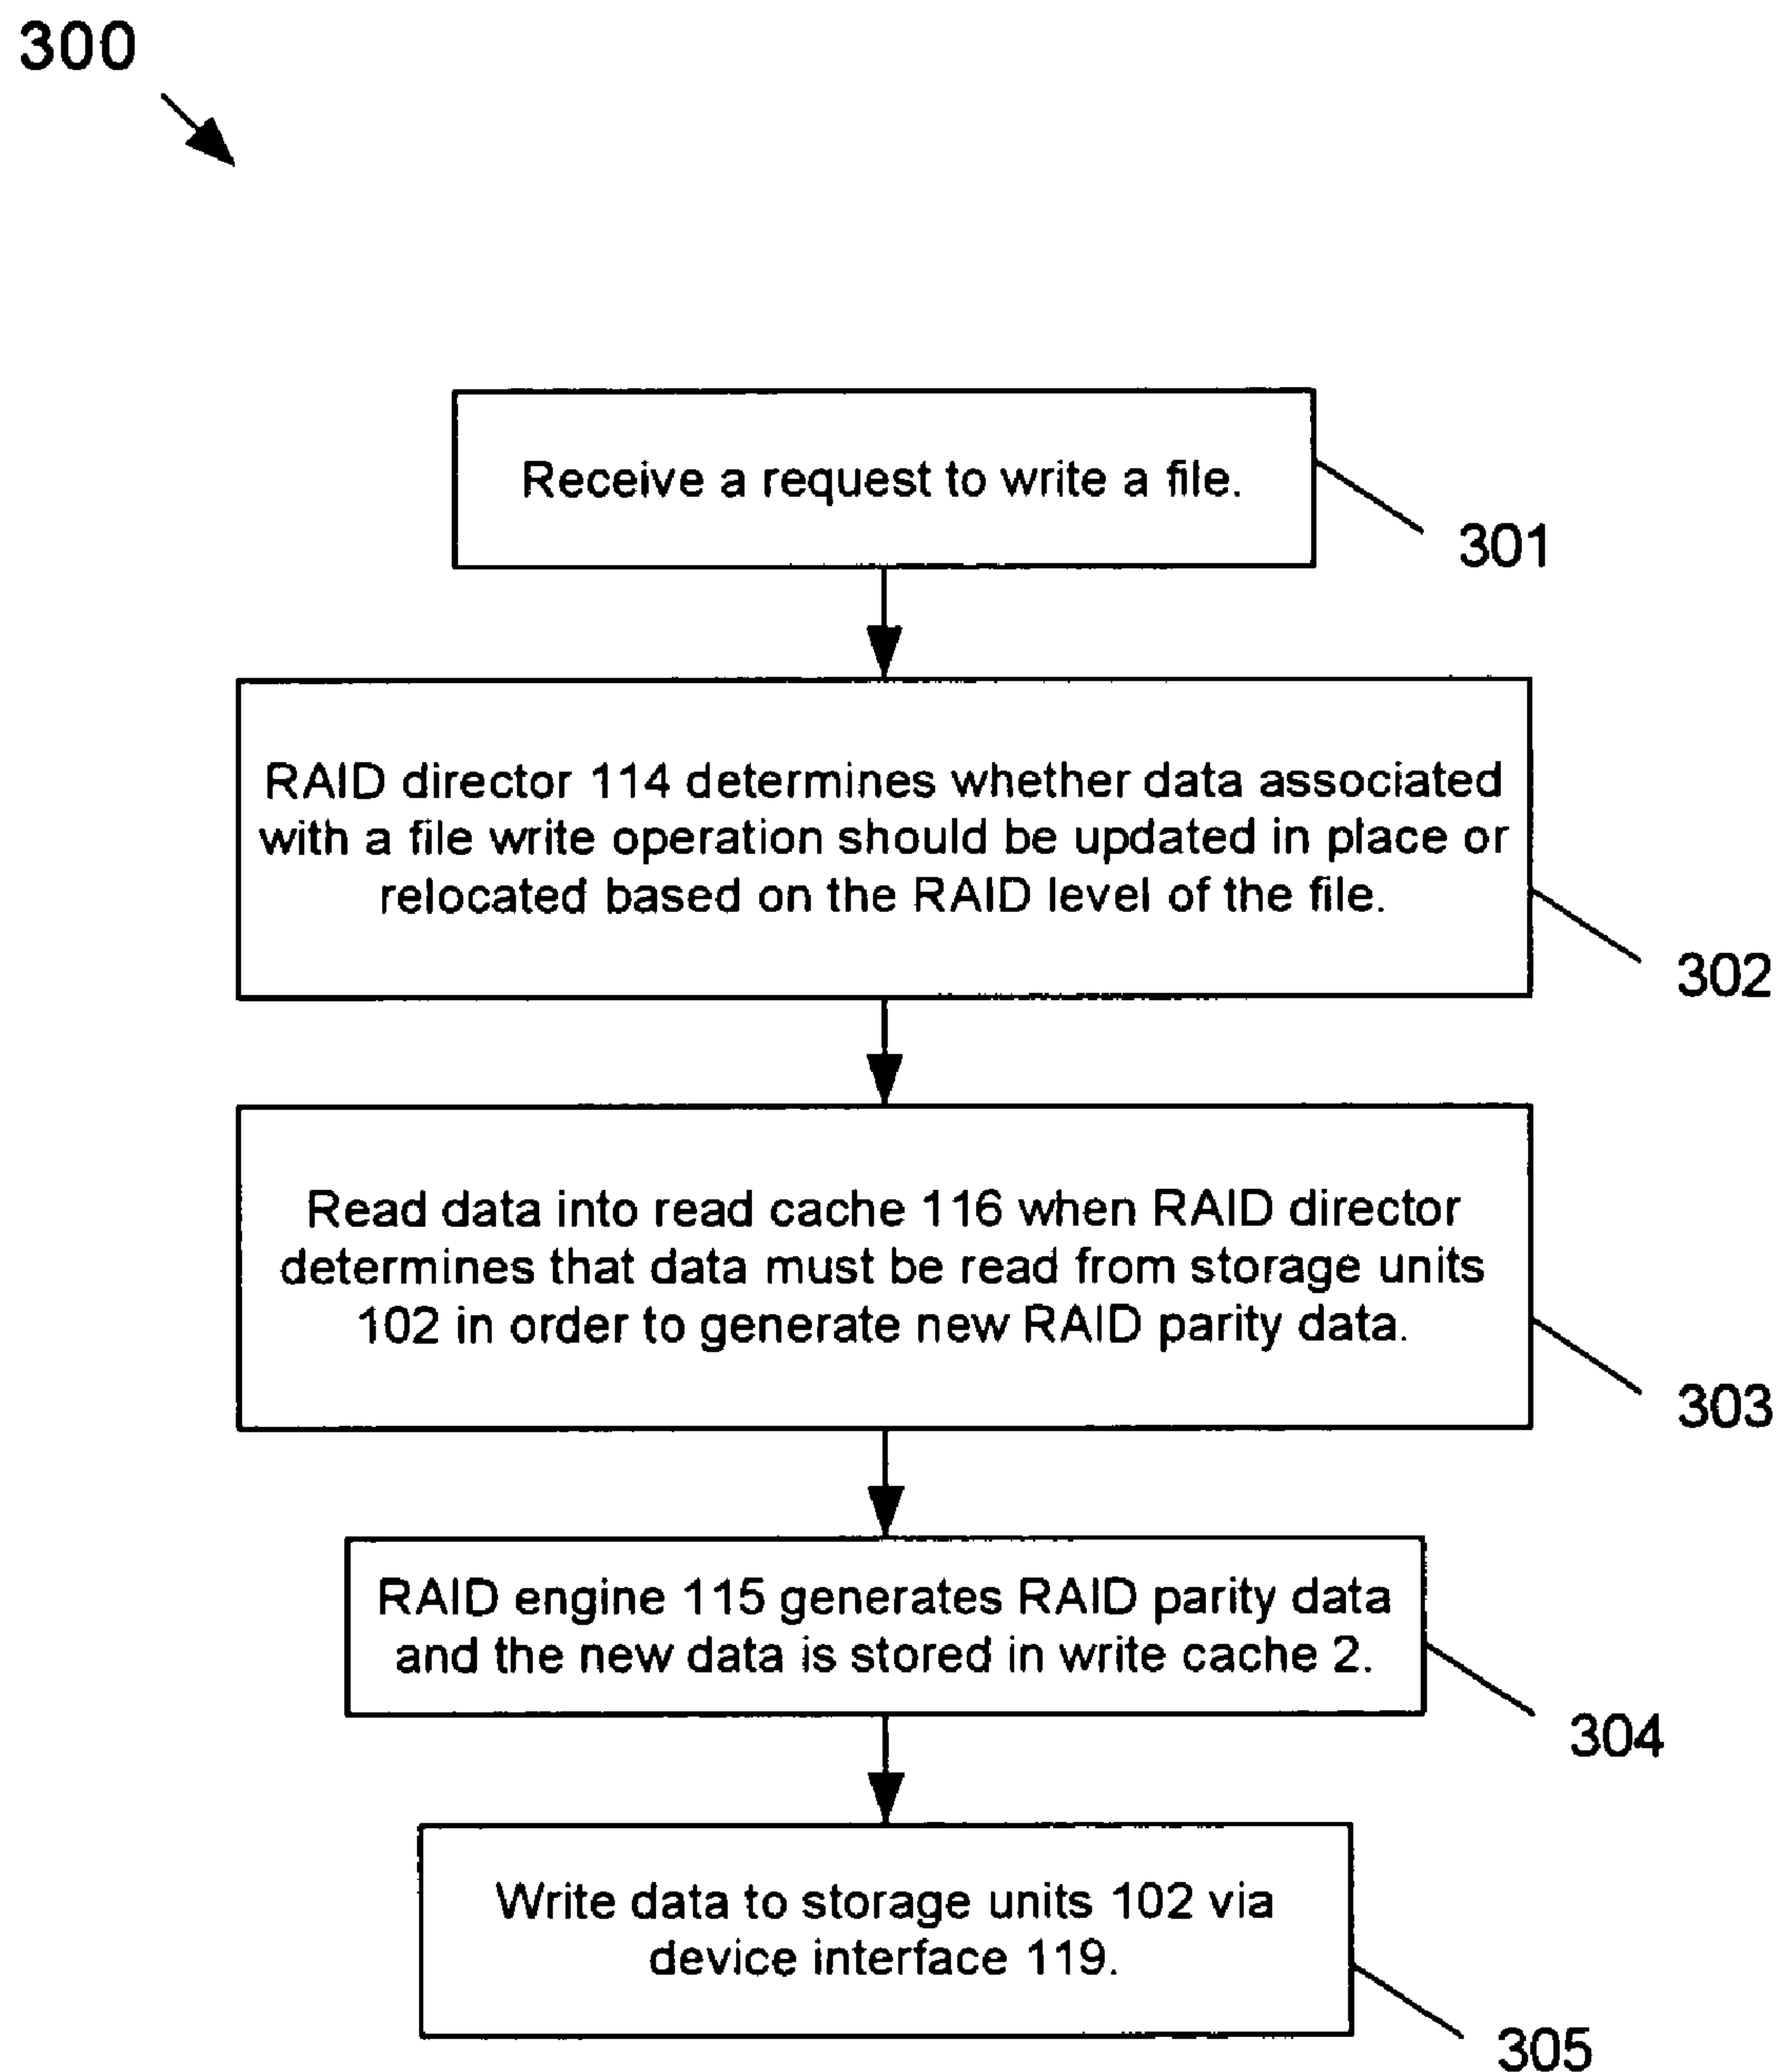 300
Receive a request to write a file.
301
RAID director 114 determines whether data associated
with a file write operation should be updated in place or
relocated based on the RAID level of the file.
302
Read data into read cache 116 when RAID director
determines that data must be read from storage units
102 in order to generate new RAID parity data.
303
RAID engine 115 generates RAID parity data
and the new data is stored in write cache 2.
304
Write data to storage units 102 via
device interface 119.
305